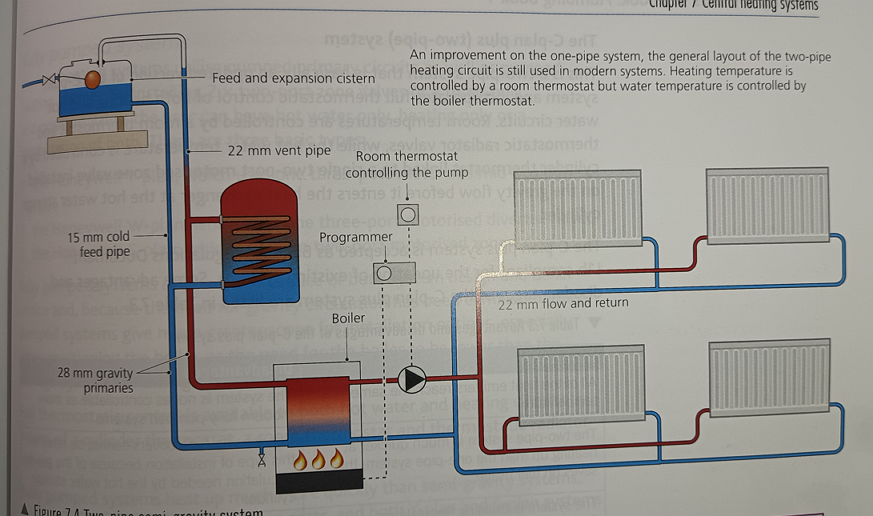 Chapter 7 Central heating systems
An improvement on the one-pipe system, the general layout of the two-pipe
heating circuit is still used in modern systems. Heating temperature is
controlled by a room thermostat but water temperature is controlled by
the boiler thermostat.
Feed and expansion cistern
22 mm vent pipe
Room thermostat
controlling the pump
15 mm cold
feed pipe
Programmer
22 mm flow and return
Boiler
28 mm gravity
primaries
▲ Figure 7.4 Two-pipe semi-gravity system